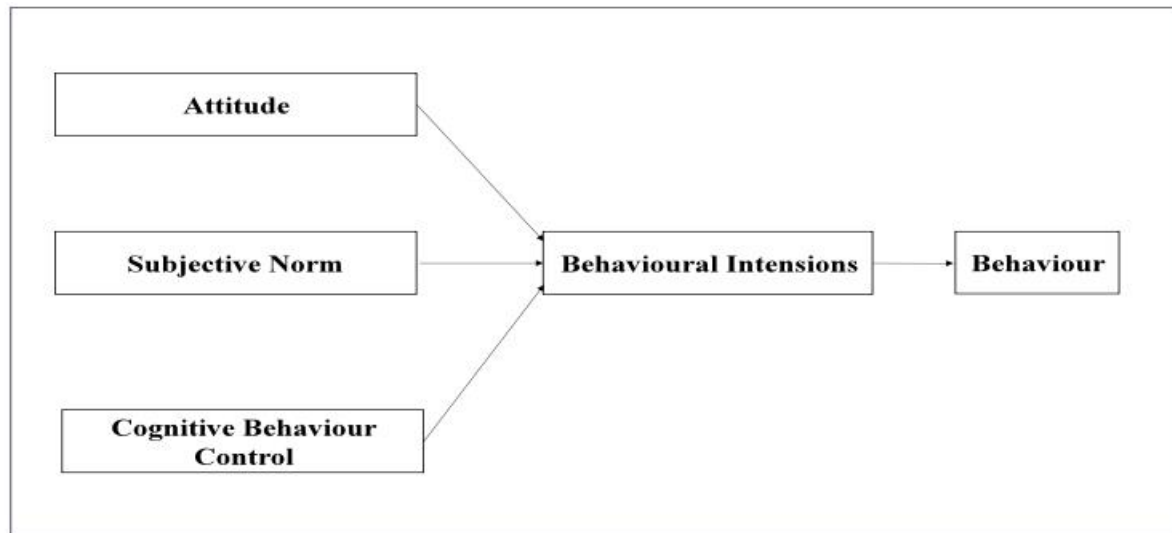 Attitude
Subjective Norm
Behavioural Intensions
Behaviour
Cognitive Behaviour
Control